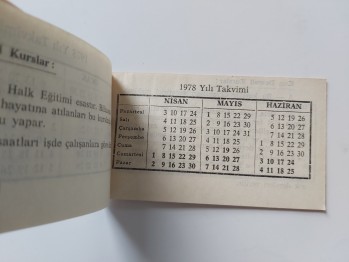 Kurslar :
Halk Eğitimi esastır.
hayatına atılanları bu
yapar.
saatları işde çalışanlara
1978 Yılı Takvimi
NİSAN MAYIS HAZİRAN
Pazartesi 3 10 17 24 1 8 15 22 29 5 12 19 26
Salı 4 11 18 25 2 9 16 23 30 6 13 20 27
Çarşamba 5 12 19 26 3 10 17 24 31 7 14 21 28
Perşembe 6 13 20 27 4 11 18 25 1 8 15 22 29
Cuma 7 14 21 28 5 12 19 26 2 9 16 23 30
Cumartesi 1 8 15 22 29 6 13 20 27 3 10 17 24
Pazar 2 9 16 23 30 7 14 21 28 4 11 18 25